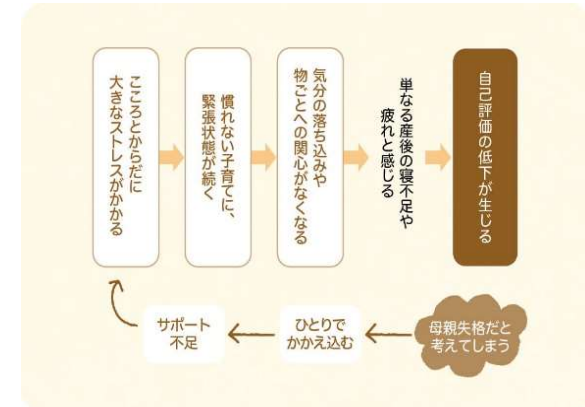 こころとからだに
大きなストレスがかかる
慣れない子育てに、
緊張状態が続く
気分の落ち込みや
物ごとへの関心がなくなる
単なる産後の寝不足や
疲れと感じる
自己評価の低下が生じる
母親失格だと
考えてしまう
ひとりで
かかえ込む
サポート
不足